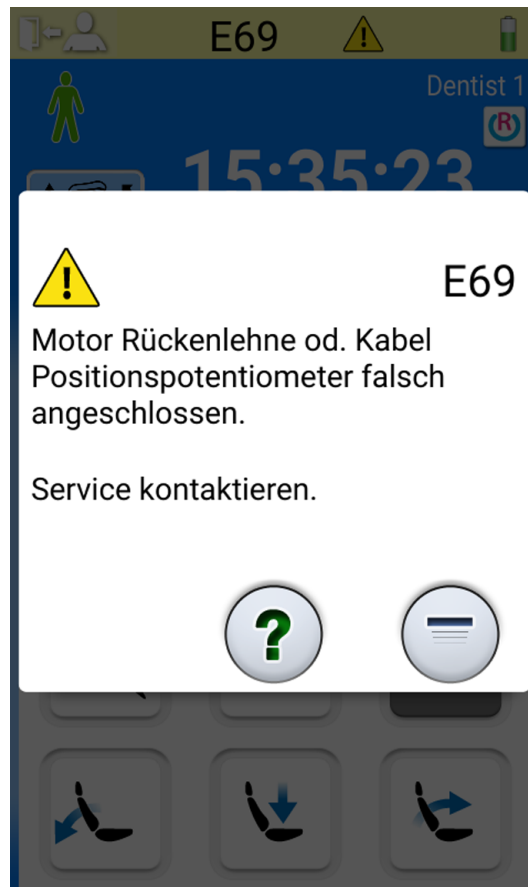 E69
Dentist 1
R
15:35:23
E69
Motor Rückenlehne od. Kabel
Positionspotentiometer falsch
angeschlossen.
Service kontaktieren.